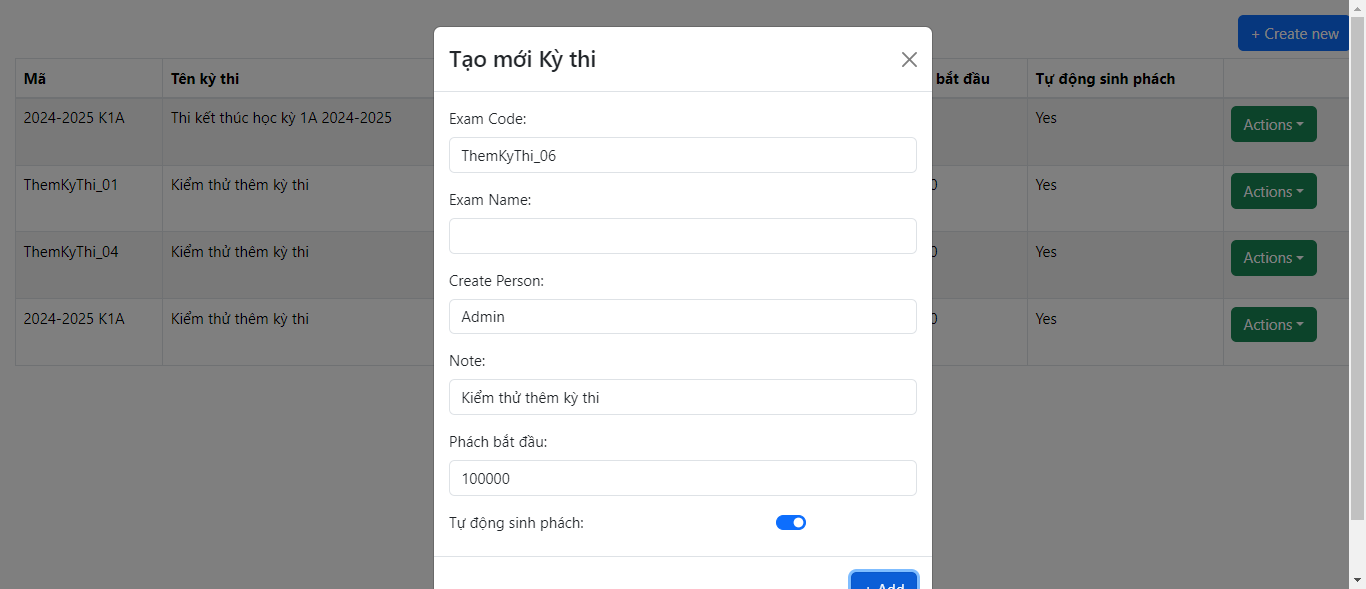 + Create new
Tạo mới Kỳ thi
Mã Tên kỳ thi bắt đầu Tự động sinh phách
2024-2025 K1A Thi kết thúc học kỳ 1A 2024-2025 Yes Actions
ThemKyThi_01 Kiểm thử thêm kỳ thi 0 Yes Actions
ThemKyThi_04 Kiểm thử thêm kỳ thi 0 Yes Actions
2024-2025 K1A Kiểm thử thêm kỳ thi 0 Yes Actions
Exam Code:
ThemKyThi_06
Exam Name:
Create Person:
Admin
Note:
Kiểm thử thêm kỳ thi
Phách bắt đầu:
100000
Tự động sinh phách:
+ Add